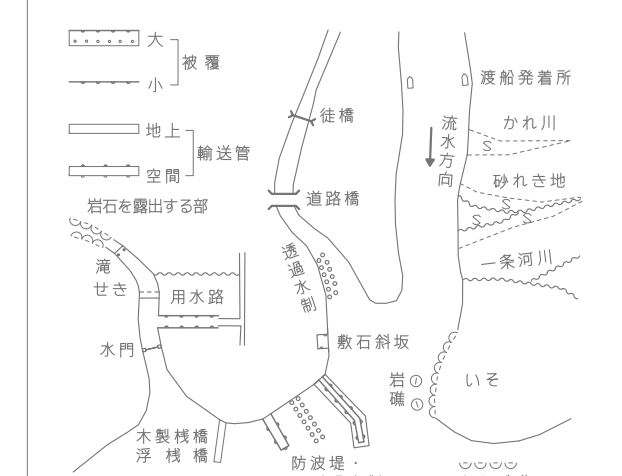 大
被覆
小
渡船発着所
徒橋
かれ川
流水方向
地上
輸送管
空間
砂れき地
道路橋
岩石を露出する部
透過水制
一条河川
滝
せき
用水路
水門
敷石斜坂
岩礁
いそ
木製桟橋
浮桟橋
防波堤・